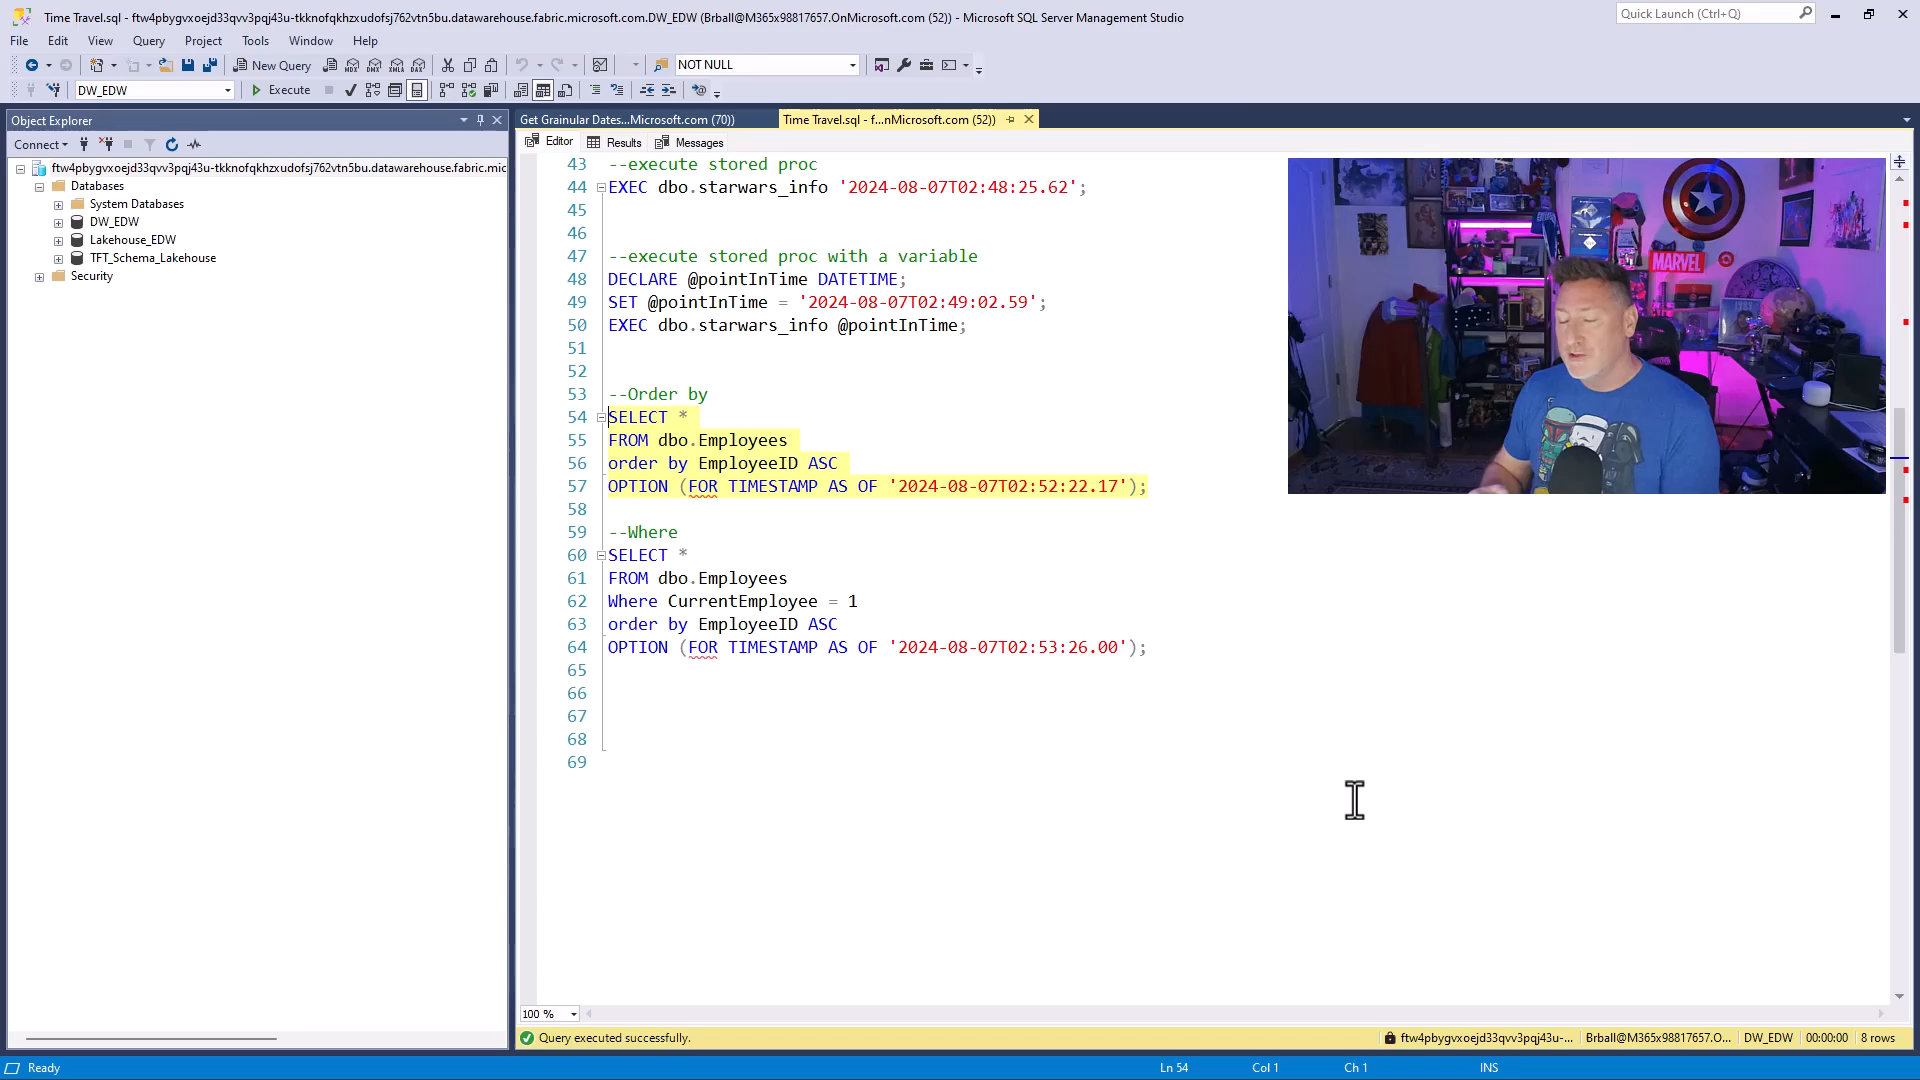 Time Travel.sql - ftw4pbygvxoejd33qvv3pqj43u-tkknofqkhzxudofsj762vtn5bu.datawarehouse.fabric.microsoft.com.DW_EDW (Brball@M365x98817657.OnMicrosoft.com (52)) - Microsoft SQL Server Management Studio
Quick Launch (Ctrl+Q)
File Edit View Query Project Tools Window Help
New Query
MDX DMX XMLA DAX
NOT NULL
DW_EDW
Execute
Object Explorer
Get Grainular Dates...Microsoft.com (70))
Time Travel.sql - f...nMicrosoft.com (52))
Connect
Editor Results Messages
ftw4pbygvxoejd33qvv3pqj43u-tkknofqkhzxudofsj762vtn5bu.datawarehouse.fabric.mic
Databases
System Databases
DW_EDW
Lakehouse_EDW
TFT_Schema_Lakehouse
Security
43 --execute stored proc
44 EXEC dbo.starwars_info '2024-08-07T02:48:25.62';
45
46
47 --execute stored proc with a variable
48 DECLARE @pointInTime DATETIME;
49 SET @pointInTime = '2024-08-07T02:49:02.59';
50 EXEC dbo.starwars_info @pointInTime;
51
52
53 --Order by
54 SELECT *
55 FROM dbo.Employees
56 order by EmployeeID ASC
57 OPTION (FOR TIMESTAMP AS OF '2024-08-07T02:52:22.17');
58
59 --Where
60 SELECT *
61 FROM dbo.Employees
62 Where CurrentEmployee = 1
63 order by EmployeeID ASC
64 OPTION (FOR TIMESTAMP AS OF '2024-08-07T02:53:26.00');
65
66
67
68
69
MARVEL
100 %
Query executed successfully.
ftw4pbygvxoejd33qvv3pqj43u-... Brball@M365x98817657.O... DW_EDW 00:00:00 8 rows
Ready
Ln 54 Col 1 Ch 1 INS